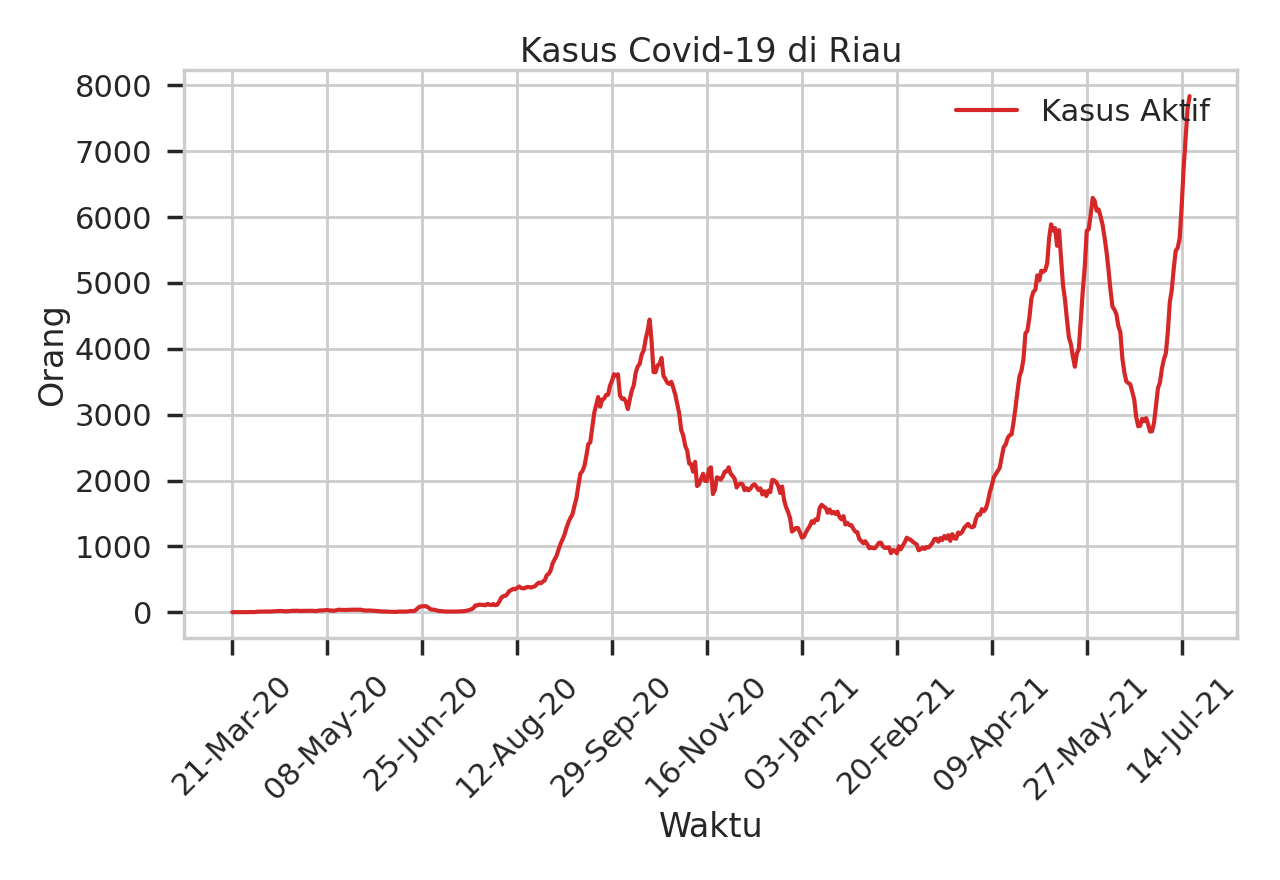 Kasus Covid-19 di Riau
Kasus Aktif
8000
7000
6000
5000
4000
3000
2000
1000
0
Orang
21-Mar-20
08-May-20
25-Jun-20
12-Aug-20
29-Sep-20
16-Nov-20
03-Jan-21
20-Feb-21
09-Apr-21
27-May-21
14-Jul-21
Waktu